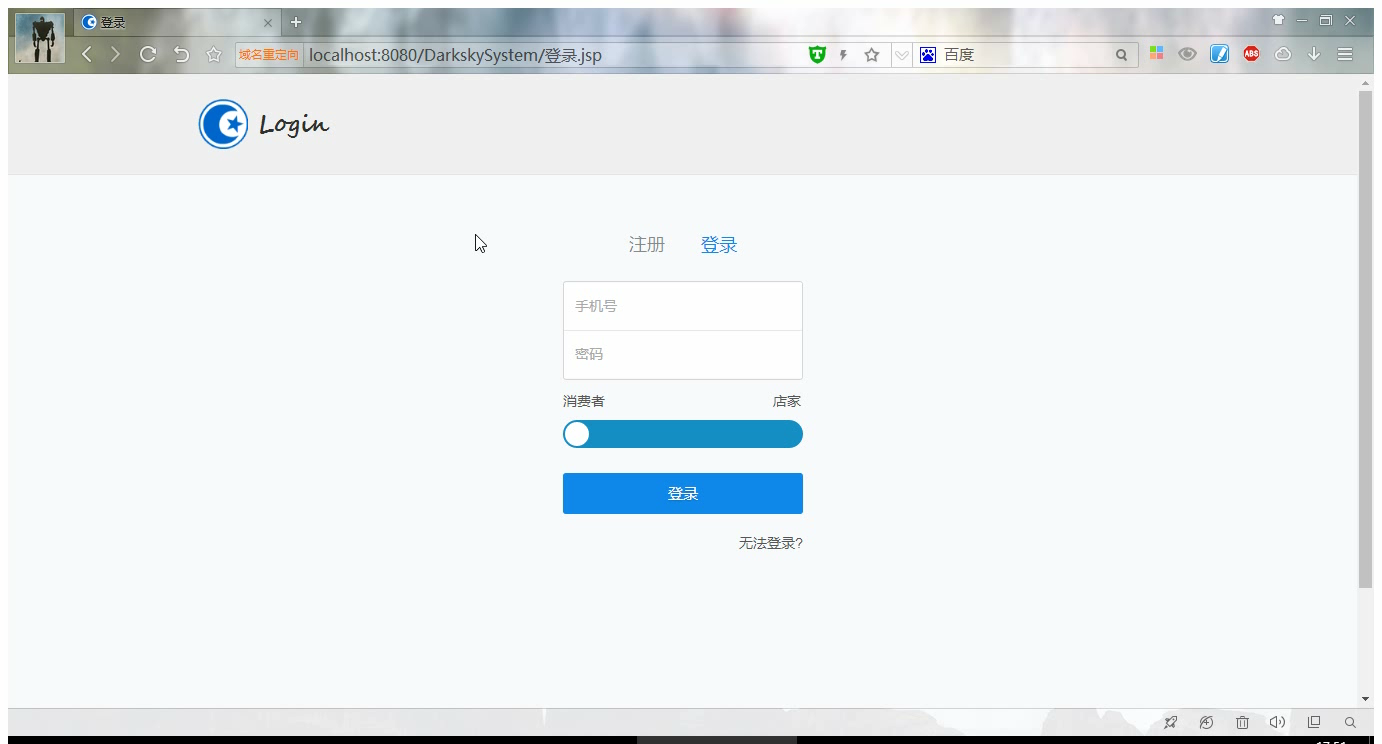 登录
域名重定向 localhost:8080/DarkskySystem/登录.jsp 百度 ABS
Login
注册 登录
手机号
密码
消费者 店家
登录
无法登录?